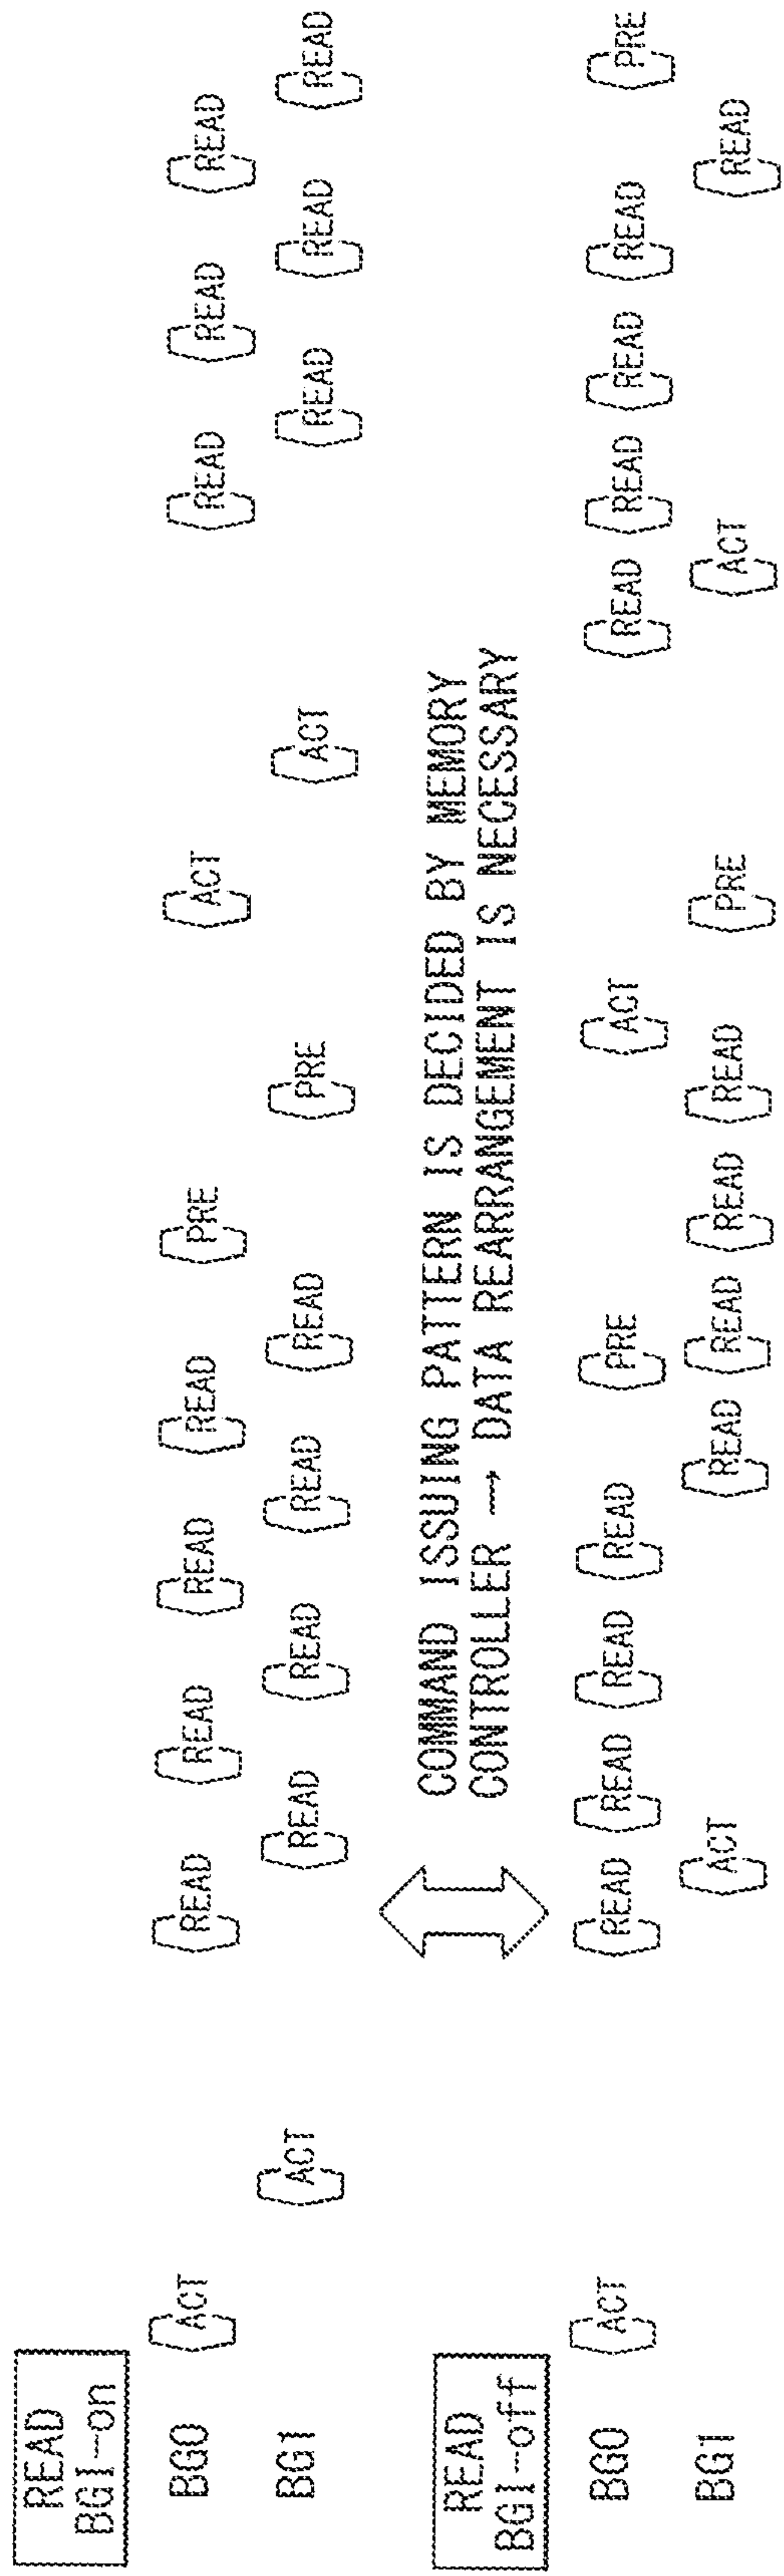 READ
BGI-on
BG0 ACT READ READ READ READ PRE ACT READ READ READ
BG1 ACT READ READ READ READ PRE ACT READ READ READ
COMMAND ISSUING PATTERN IS DECIDED BY MEMORY
CONTROLLER → DATA REARRANGEMENT IS NECESSARY
READ
BGI-off
BG0 ACT READ READ READ READ PRE ACT READ READ READ READ PRE
BG1 ACT READ READ READ READ PRE ACT READ